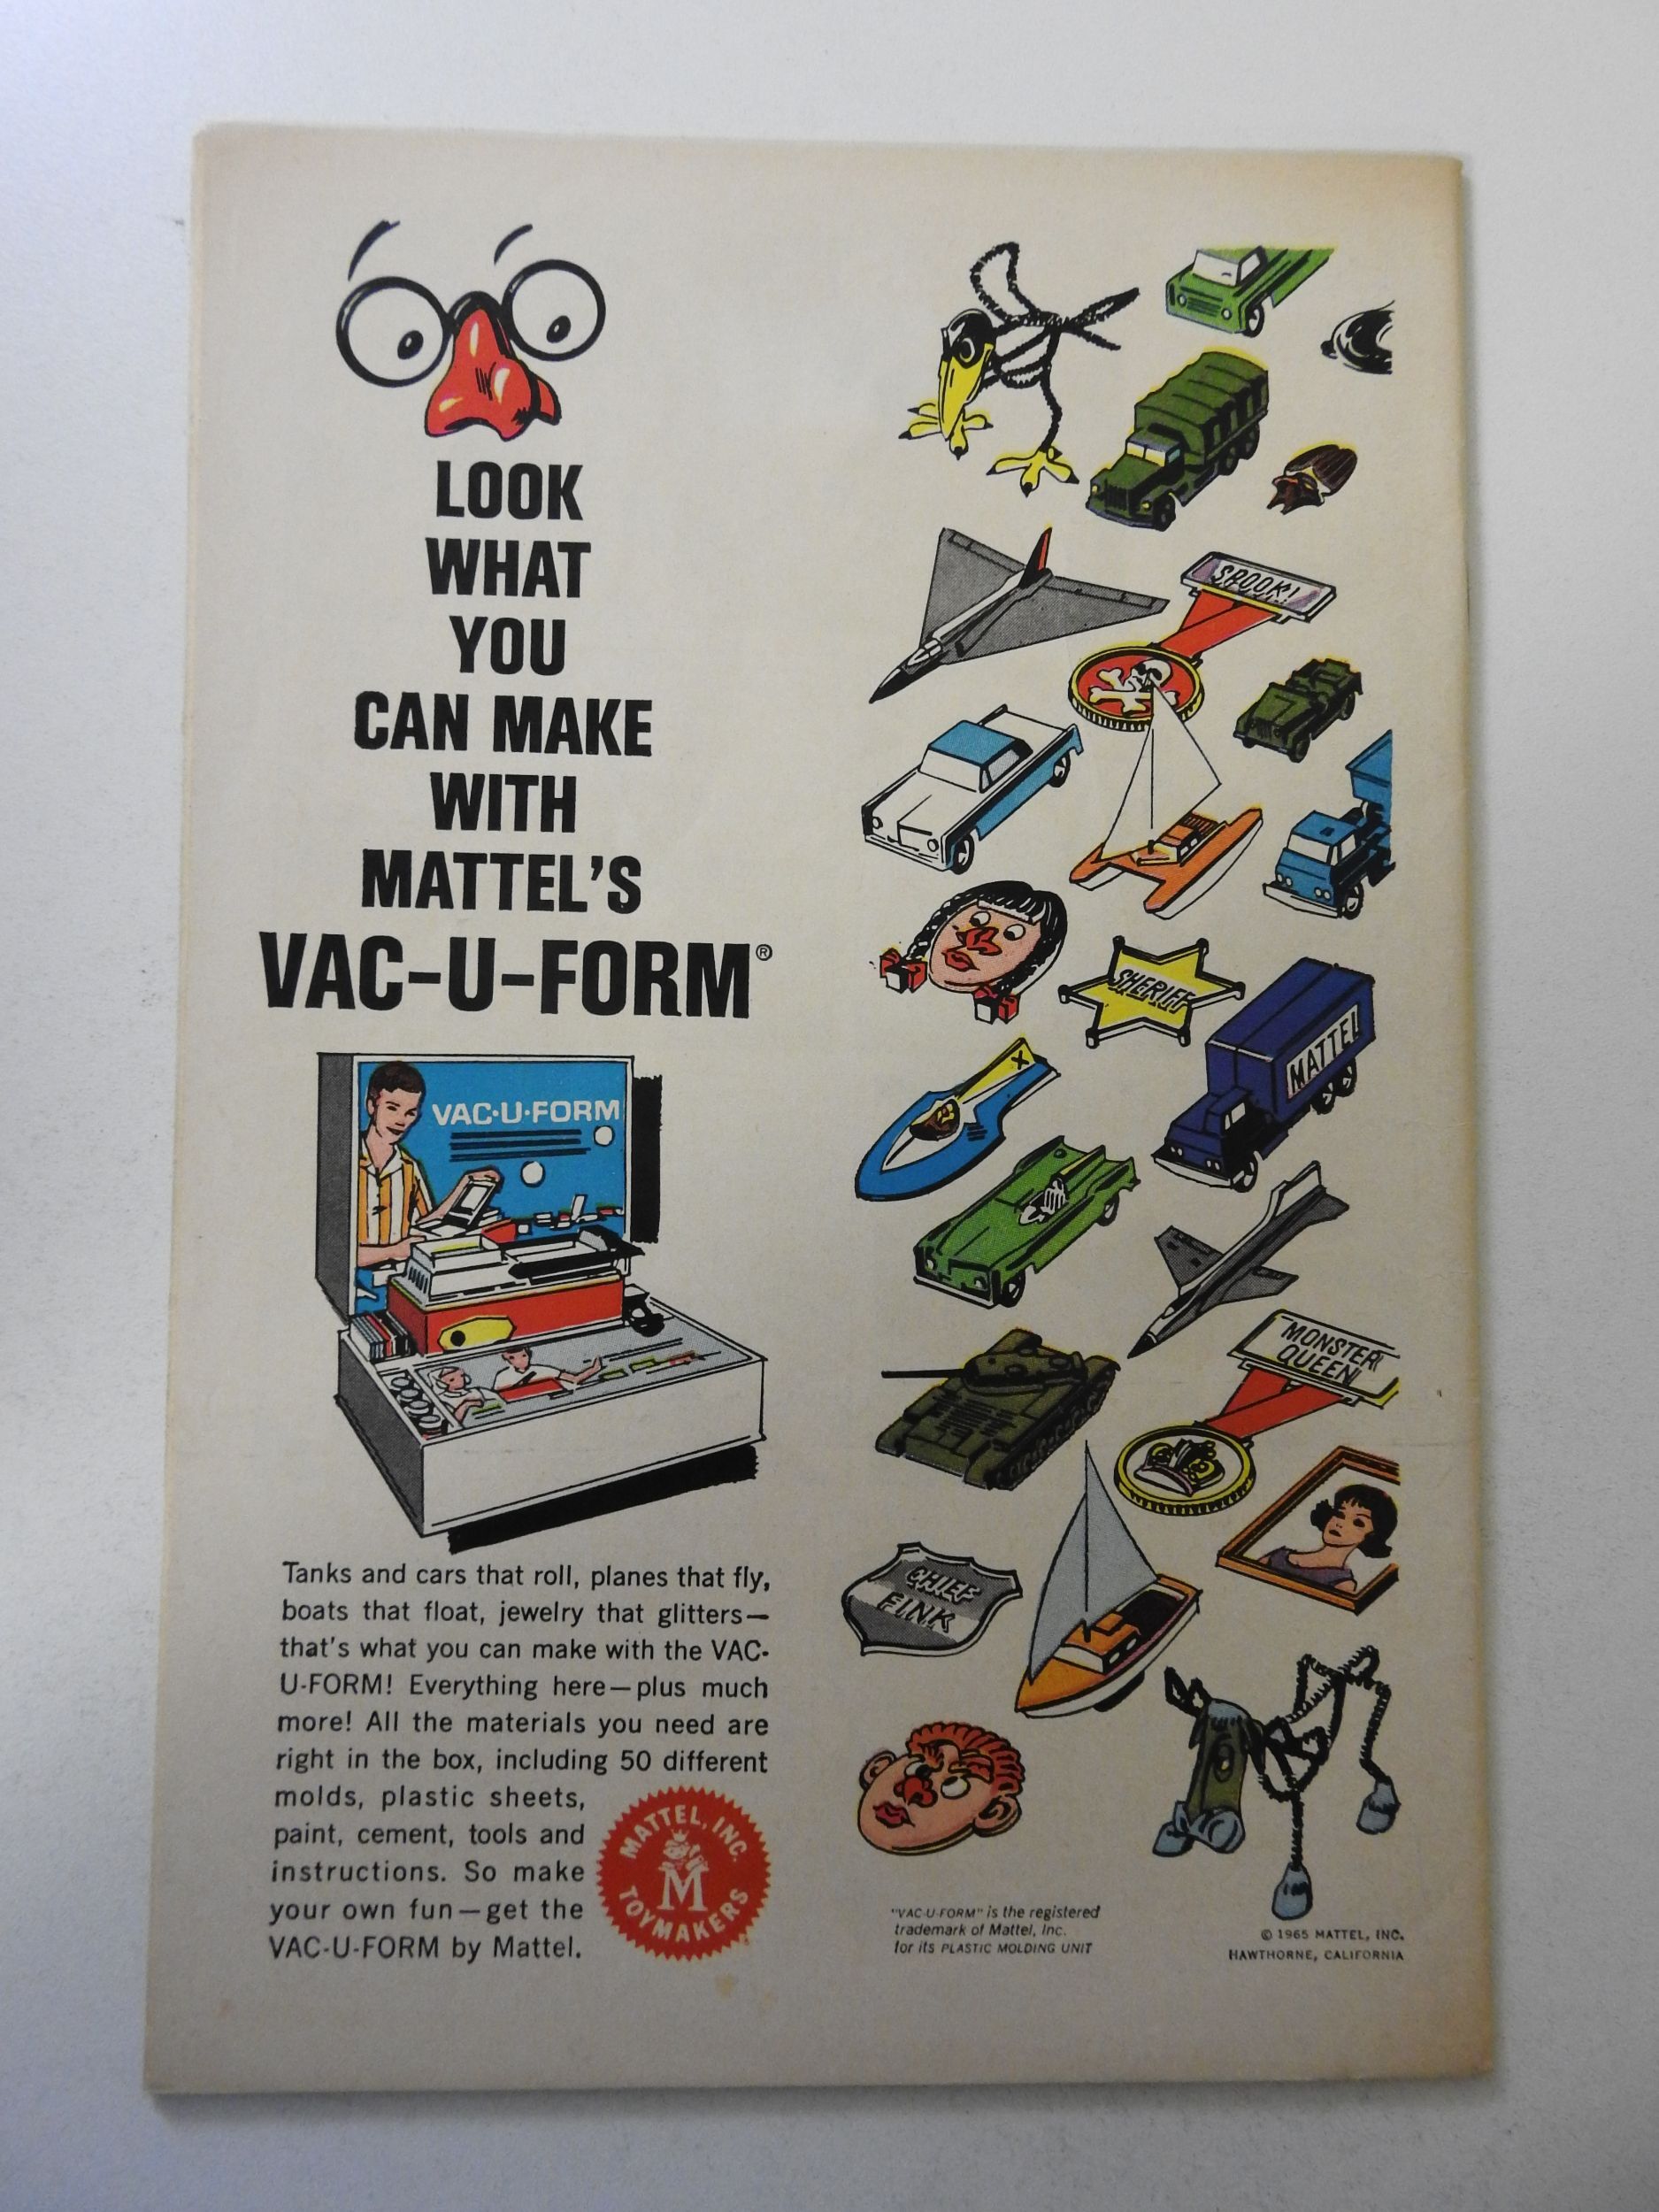 LOOK
WHAT
YOU
CAN MAKE
WITH
MATTEL'S
VAC-U-FORM®
VAC·U·FORM
Tanks and cars that roll, planes that fly,
boats that float, jewelry that glitters—
that's what you can make with the VAC-
U-FORM! Everything here—plus much
more! All the materials you need are
right in the box, including 50 different
molds, plastic sheets,
paint, cement, tools and
instructions. So make
your own fun—get the
VAC-U-FORM by Mattel.
MATTEL, INC.
M
TOYMAKERS
SPOOK!
SHERIFF
MATTEL
X
MONSTER
QUEEN
CHIEF
FINK
"VAC-U-FORM" is the registered
trademark of Mattel, Inc.
for its PLASTIC MOLDING UNIT
© 1965 MATTEL, INC.
HAWTHORNE, CALIFORNIA